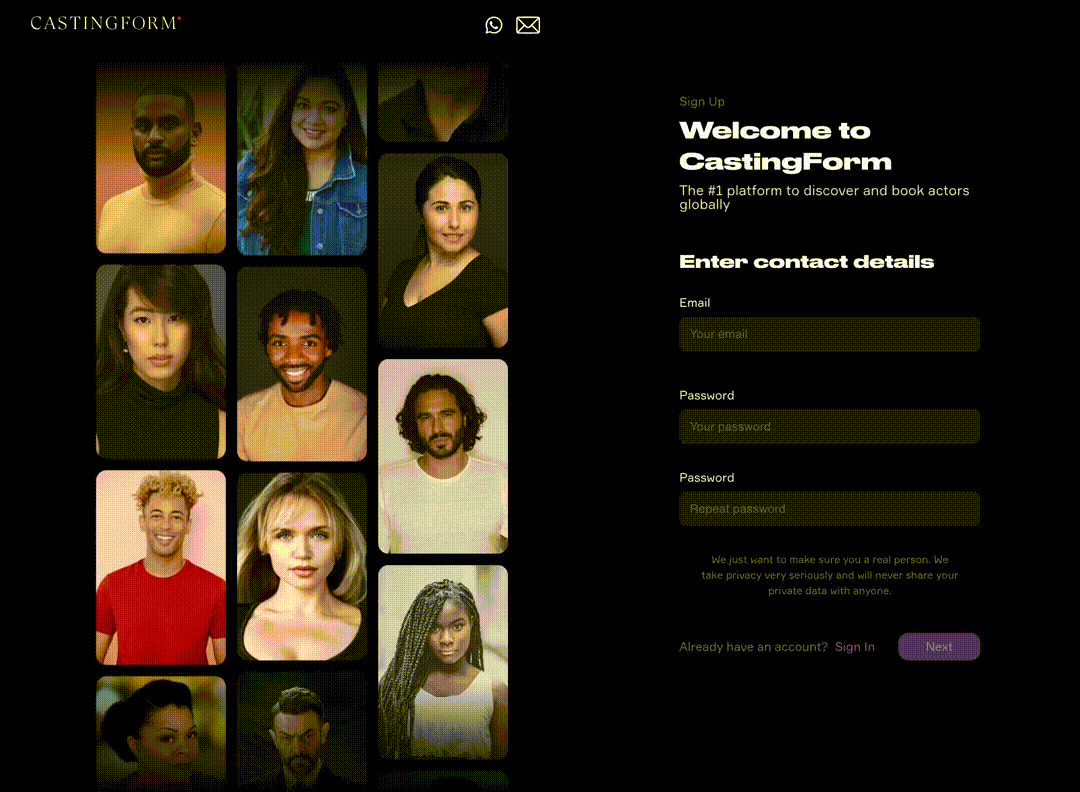 CASTINGFORM
Sign Up
Welcome to
CastingForm
The #1 platform to discover and book actors
globally
Enter contact details
Email
Your email
Password
Your password
Password
Repeat password
We just want to make sure you a real person. We
take privacy very seriously and will never share your
private data with anyone.
Already have an account? Sign In
Next